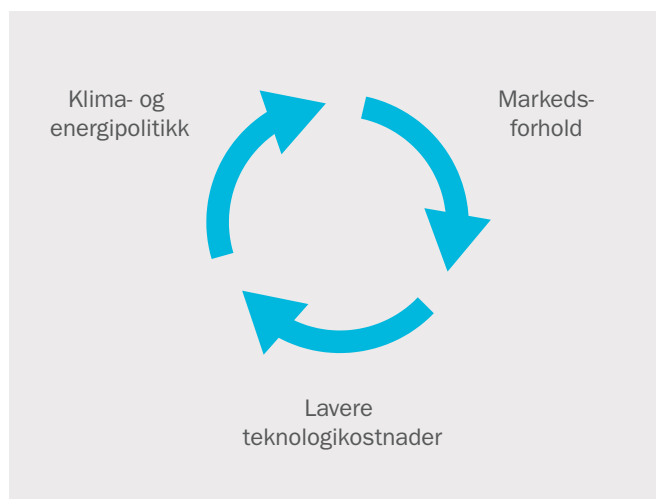 Klima- og
energipolitikk
Markeds-
forhold
Lavere
teknologikostnader